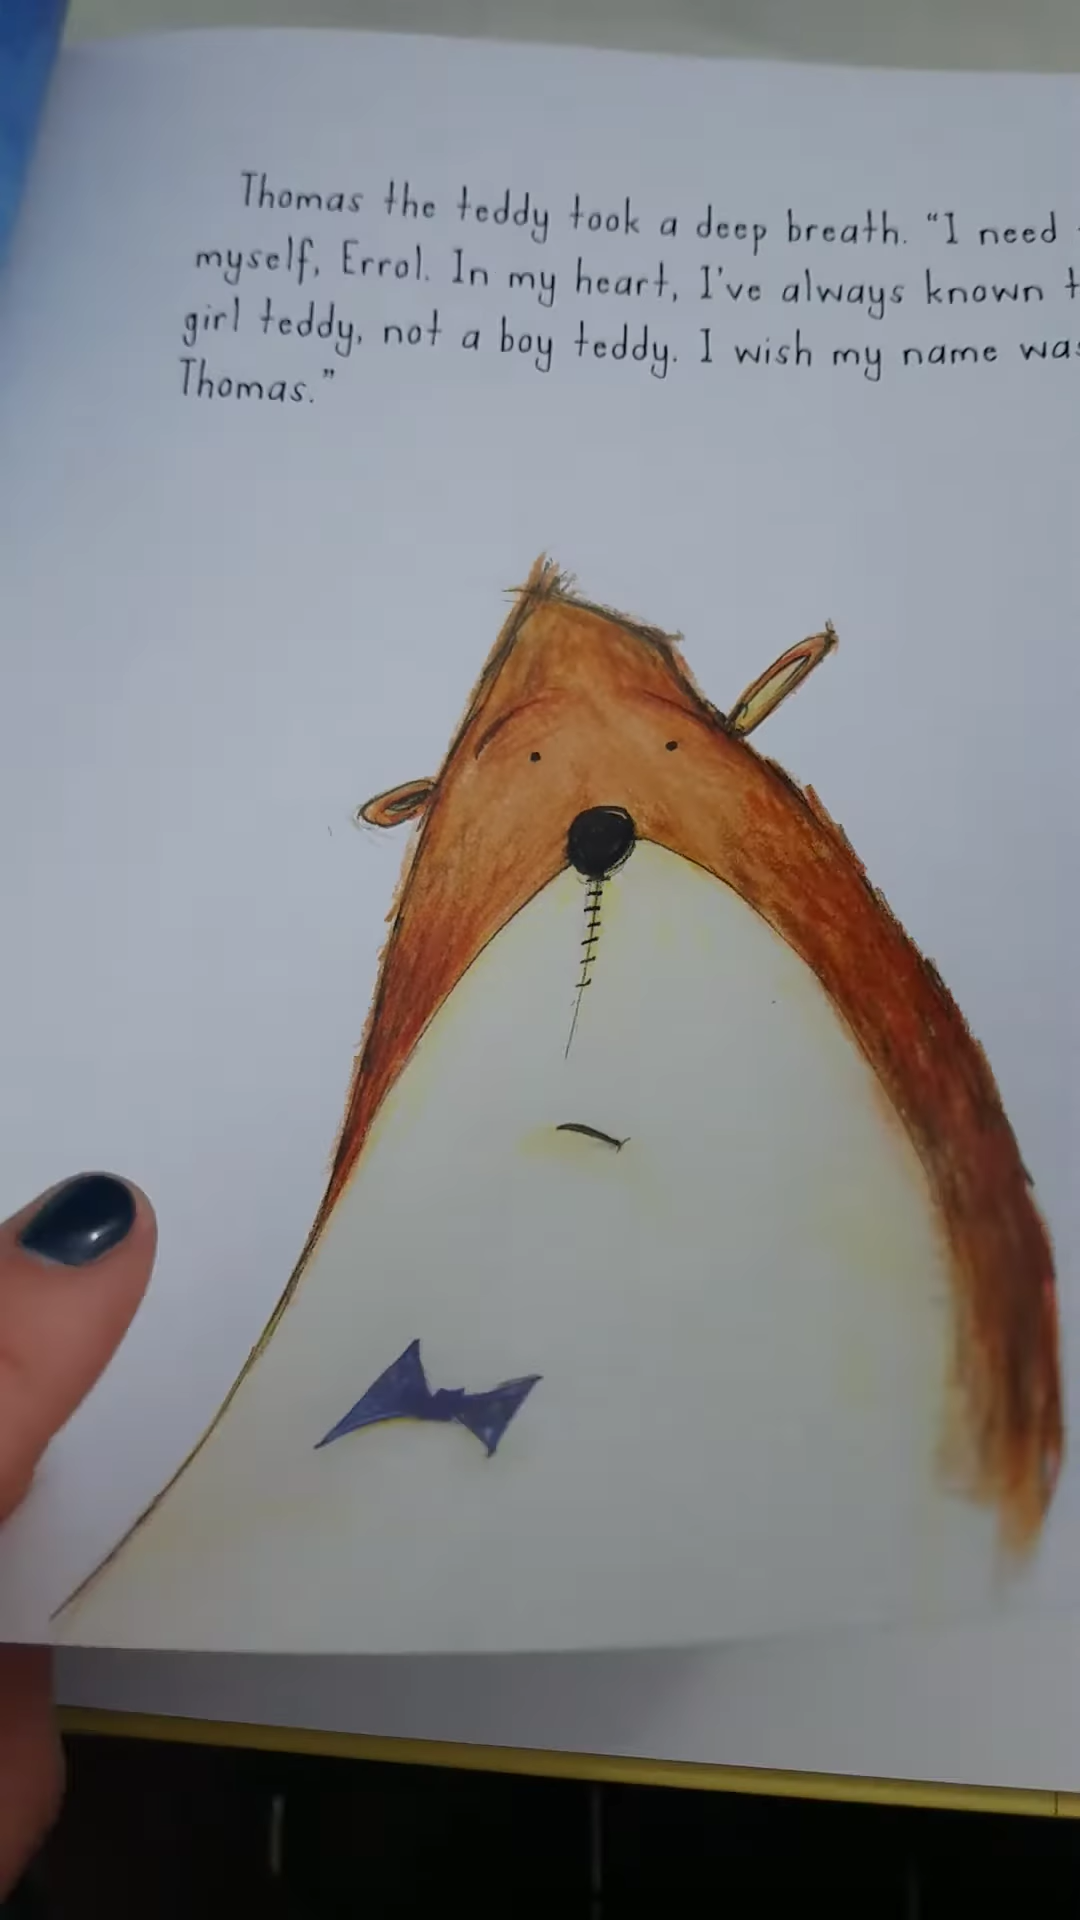 Thomas the teddy took a deep breath. "I need
myself, Errol. In my heart, I've always known
girl teddy, not a boy teddy. I wish my name was
Thomas."